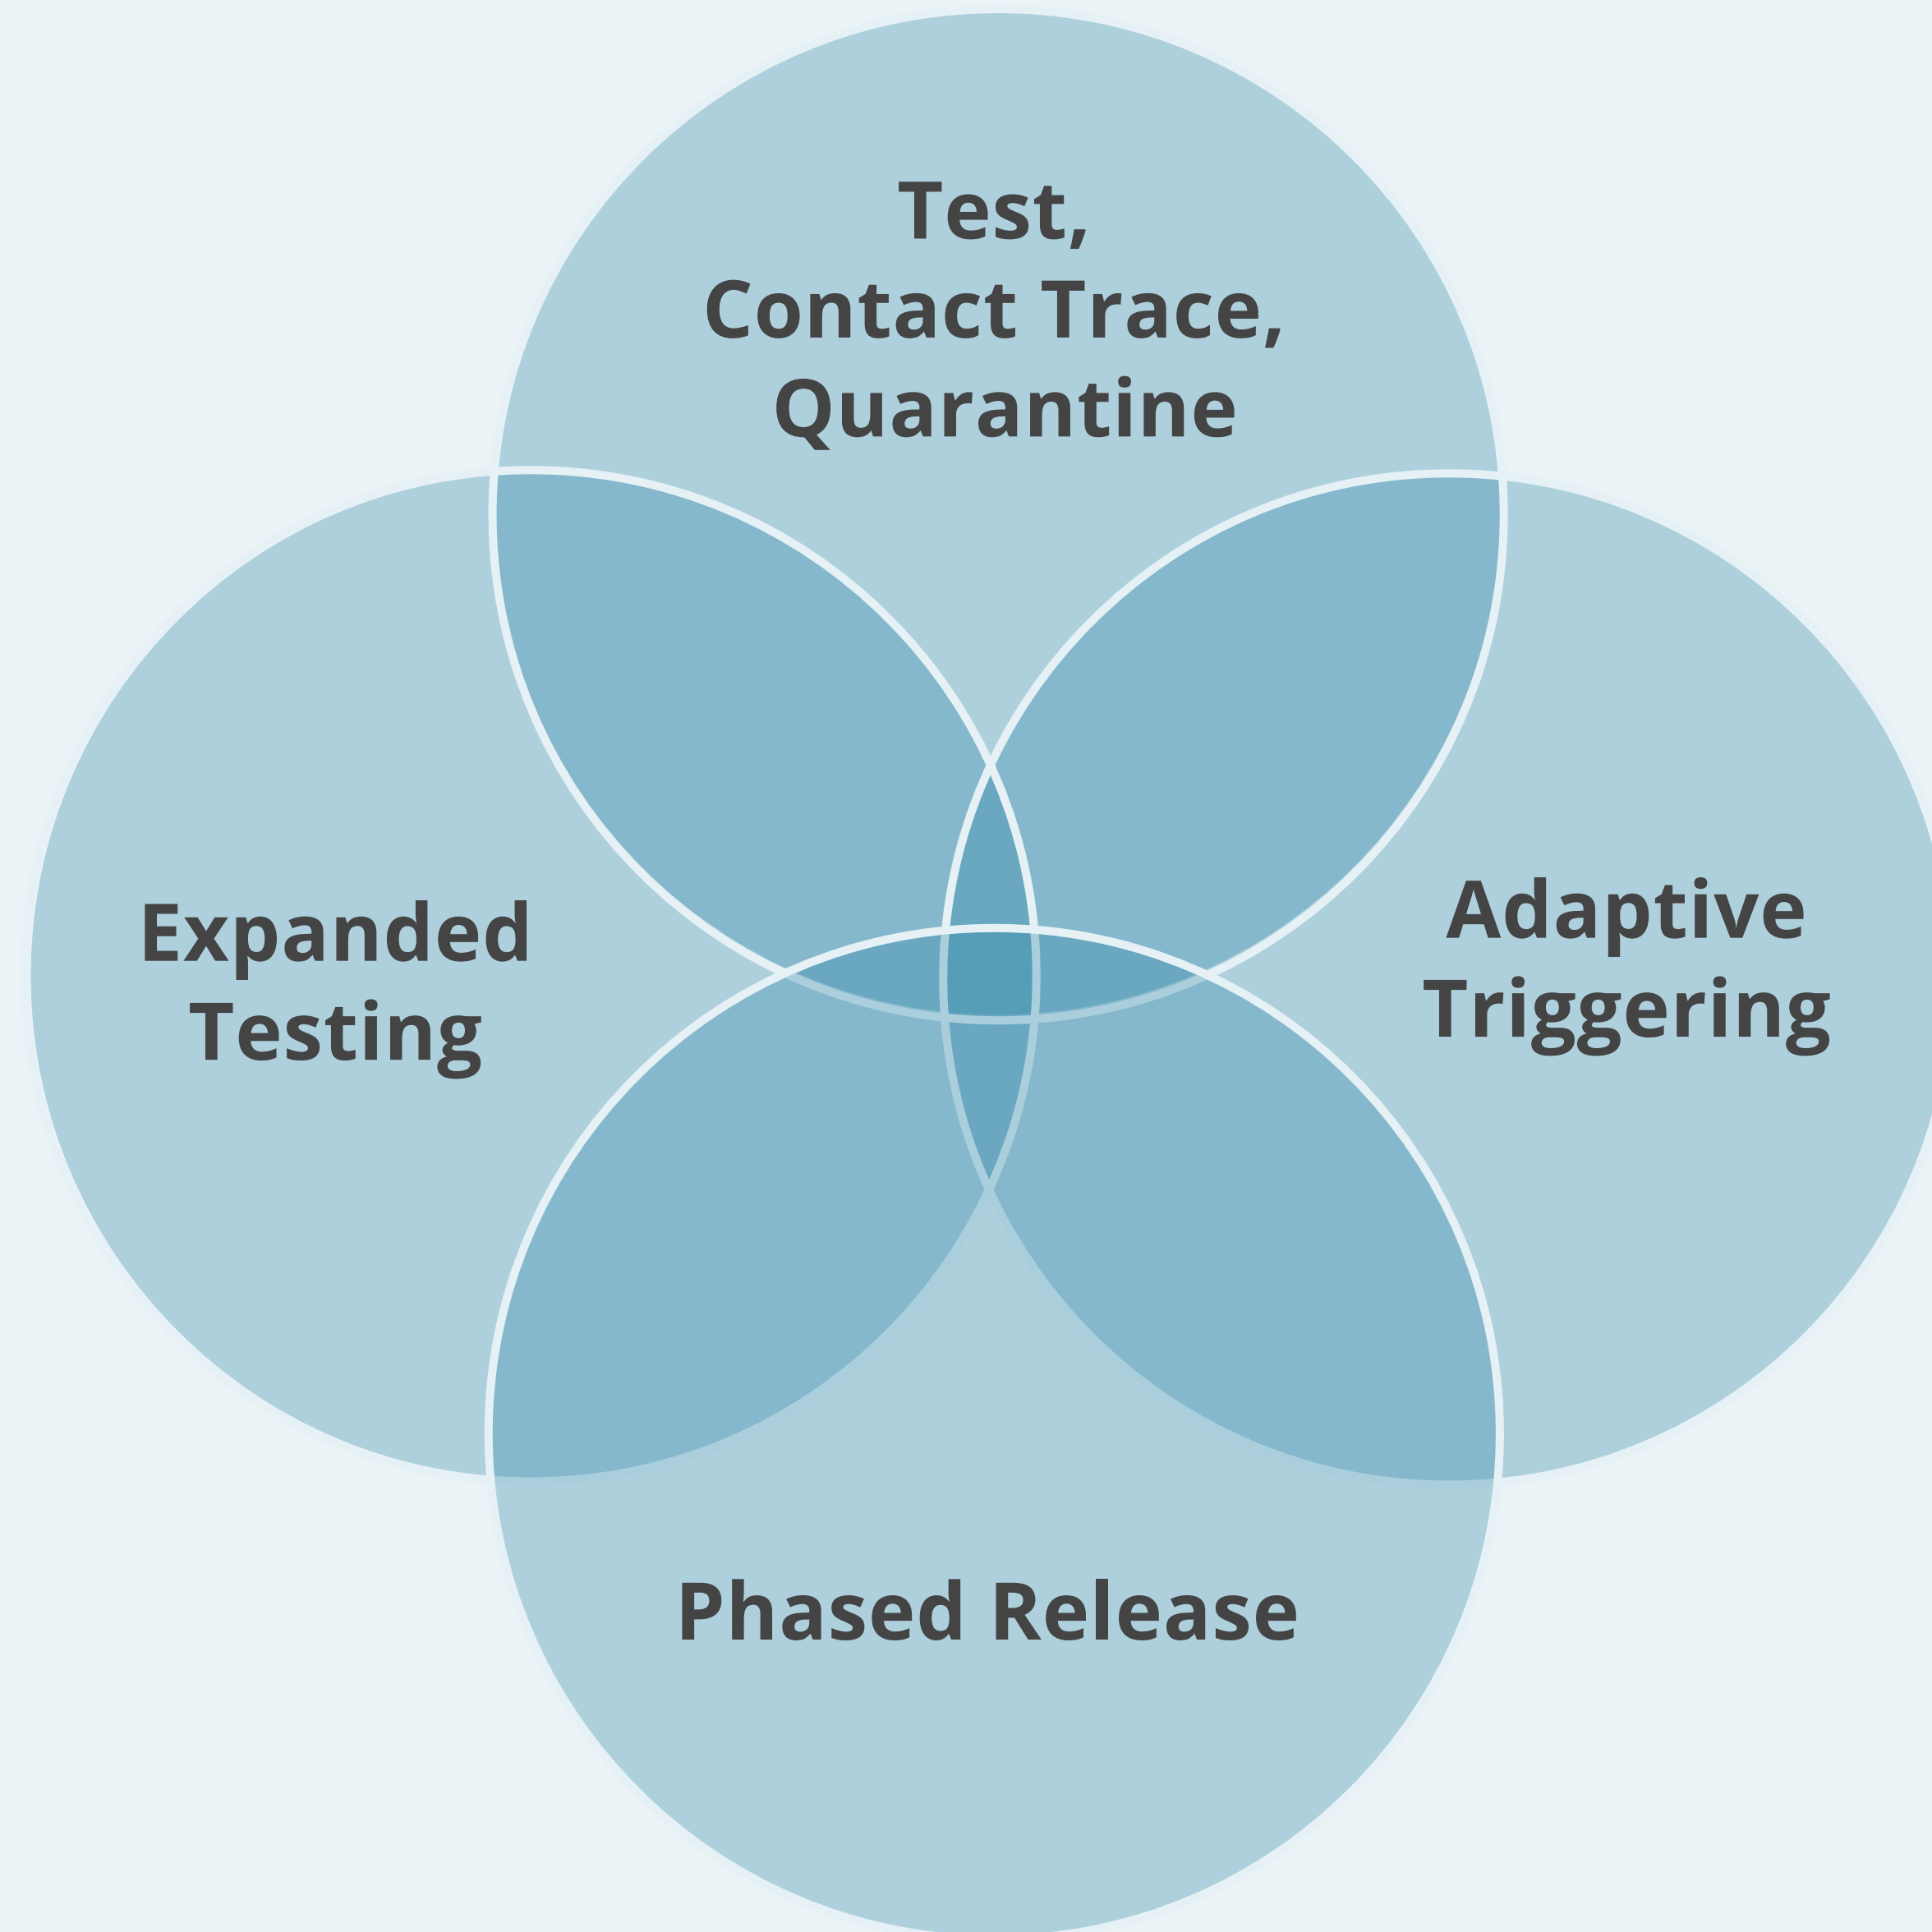 Test,
Contact Trace,
Quarantine
Expanded
Testing
Adaptive
Triggering
Phased Release